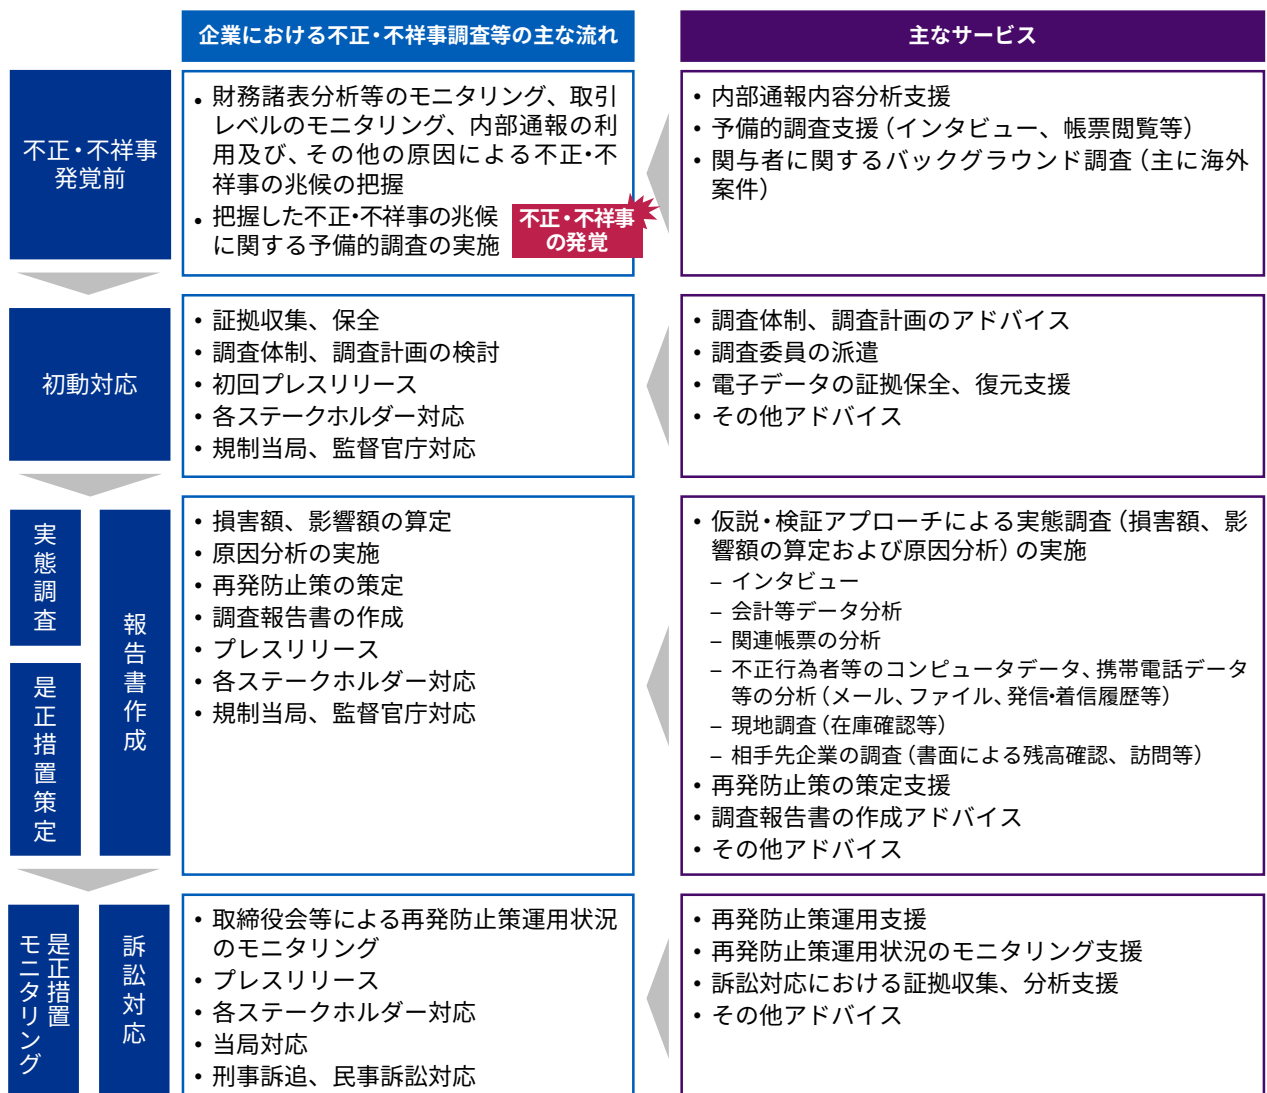 企業における不正・不祥事調査等の主な流れ
主なサービス
不正・不祥事
発覚前
• 財務諸表分析等のモニタリング、取引
レベルのモニタリング、内部通報の利
用及び、その他の原因による不正・不
祥事の兆候の把握
• 把握した不正・不祥事の兆候
に関する予備的調査の実施
不正・不祥事
の発覚
• 内部通報内容分析支援
• 予備的調査支援（インタビュー、帳票閲覧等）
• 関与者に関するバックグラウンド調査（主に海外
案件）
初動対応
• 証拠収集、保全
• 調査体制、調査計画の検討
• 初回プレスリリース
• 各ステークホルダー対応
• 規制当局、監督官庁対応
• 調査体制、調査計画のアドバイス
• 調査委員の派遣
• 電子データの証拠保全、復元支援
• その他アドバイス
実態調査
是正措置策定
報告書作成
• 損害額、影響額の算定
• 原因分析の実施
• 再発防止策の策定
• 調査報告書の作成
• プレスリリース
• 各ステークホルダー対応
• 規制当局、監督官庁対応
• 仮説・検証アプローチによる実態調査（損害額、影
響額の算定および原因分析）の実施
– インタビュー
– 会計等データ分析
– 関連帳票の分析
– 不正行為者等のコンピュータデータ、携帯電話データ
等の分析（メール、ファイル、発信・着信履歴等）
– 現地調査（在庫確認等）
– 相手先企業の調査（書面による残高確認、訪問等）
• 再発防止策の策定支援
• 調査報告書の作成アドバイス
• その他アドバイス
是正措置
モニタリング
訴訟対応
• 取締役会等による再発防止策運用状況
のモニタリング
• プレスリリース
• 各ステークホルダー対応
• 当局対応
• 刑事訴追、民事訴訟対応
• 再発防止策運用支援
• 再発防止策運用状況のモニタリング支援
• 訴訟対応における証拠収集、分析支援
• その他アドバイス